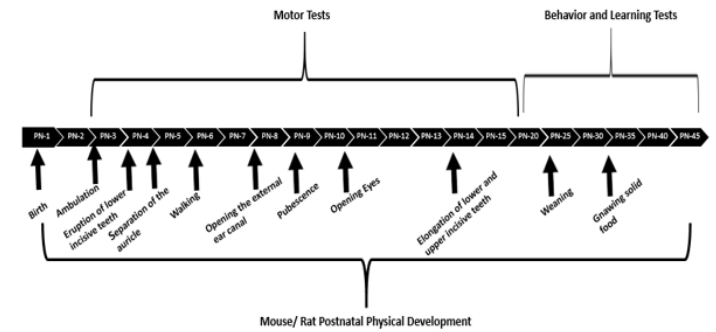 Motor Tests
Behavior and Learning Tests
PN-1 PN-2 PN-3 PN-4 PN-5 PN-6 PN-7 PN-8 PN-9 PN-10 PN-11 PN-12 PN-13 PN-14 PN-15 PN-20 PN-25 PN-30 PN-35 PN-40 PN-45
Birth
Ambulation
Eruption of lower
incisive teeth
Separation of the
auricle
Walking
Opening the external
ear canal
Pubescence
Opening Eyes
Elongation of lower and
upper incisive teeth
Weaning
Gnawing solid
food
Mouse/ Rat Postnatal Physical Development